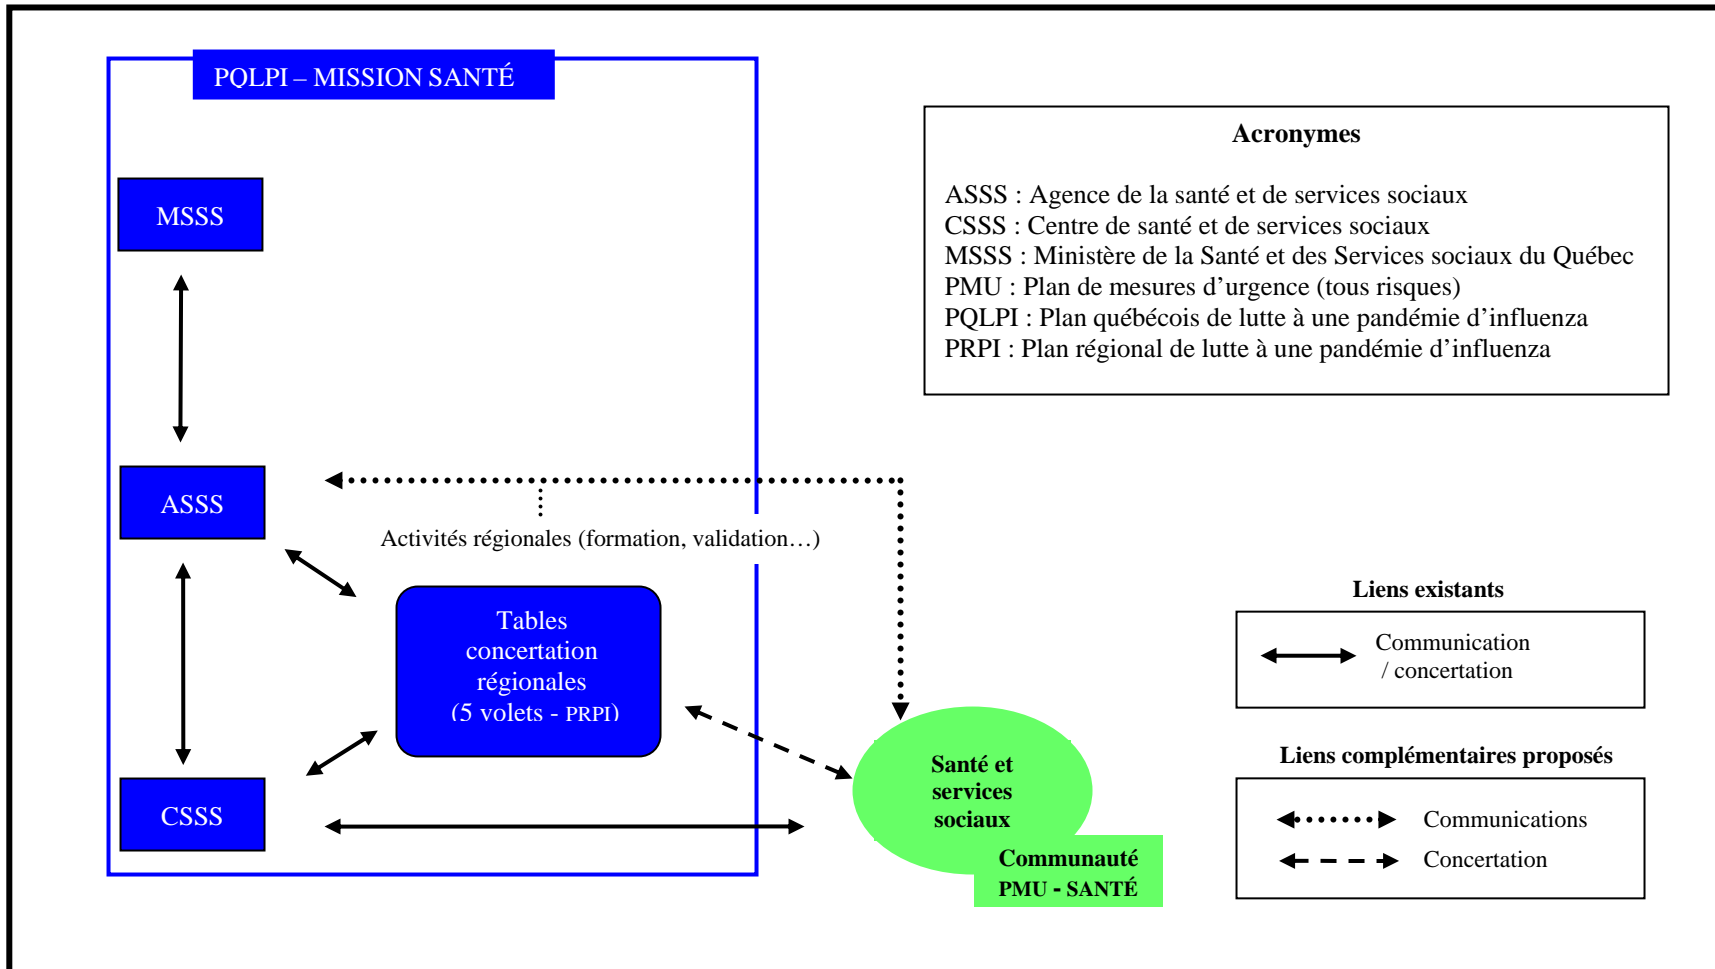 PQLPI – MISSION SANTÉ
MSSS
ASSS
CSSS
Activités régionales (formation, validation…)
Tables
concertation
régionales
(5 volets - PRPI)
Santé et
services
sociaux
Communauté
PMU - SANTÉ
Acronymes
ASSS : Agence de la santé et de services sociaux
CSSS : Centre de santé et de services sociaux
MSSS : Ministère de la Santé et des Services sociaux du Québec
PMU : Plan de mesures d’urgence (tous risques)
PQLPI : Plan québécois de lutte à une pandémie d’influenza
PRPI : Plan régional de lutte à une pandémie d’influenza
Liens existants
Communication
/ concertation
Liens complémentaires proposés
Communications
Concertation